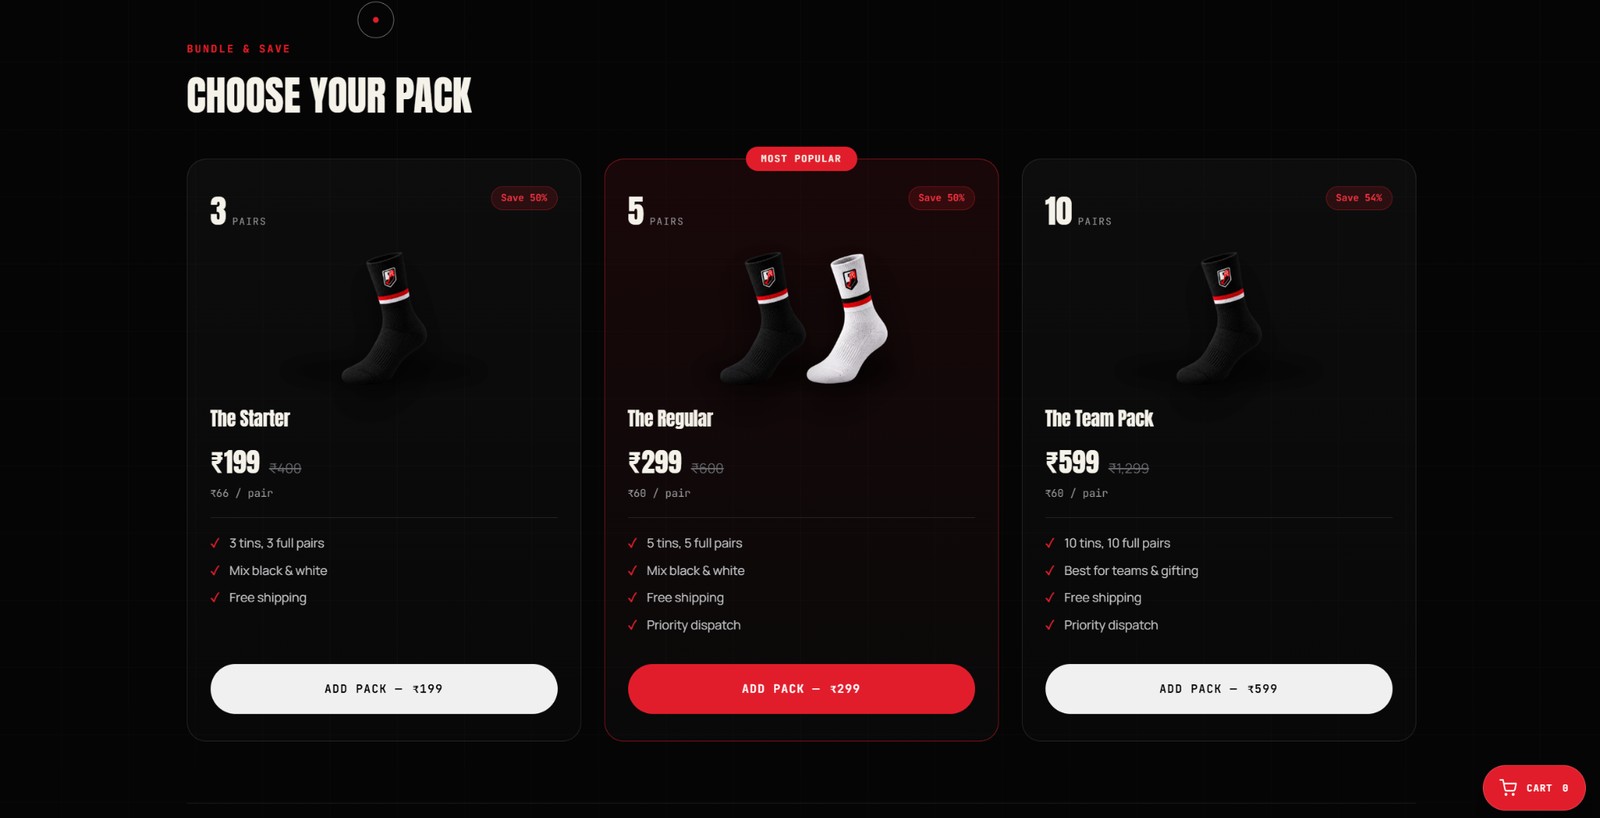 BUNDLE & SAVE
CHOOSE YOUR PACK
MOST POPULAR
3 PAIRS
Save 50%
The Starter
₹199 ₹400
₹66 / pair
✓ 3 tins, 3 full pairs
✓ Mix black & white
✓ Free shipping
ADD PACK — ₹199
5 PAIRS
Save 50%
The Regular
₹299 ₹600
₹60 / pair
✓ 5 tins, 5 full pairs
✓ Mix black & white
✓ Free shipping
✓ Priority dispatch
ADD PACK — ₹299
10 PAIRS
Save 54%
The Team Pack
₹599 ₹1,299
₹60 / pair
✓ 10 tins, 10 full pairs
✓ Best for teams & gifting
✓ Free shipping
✓ Priority dispatch
ADD PACK — ₹599
CART 0